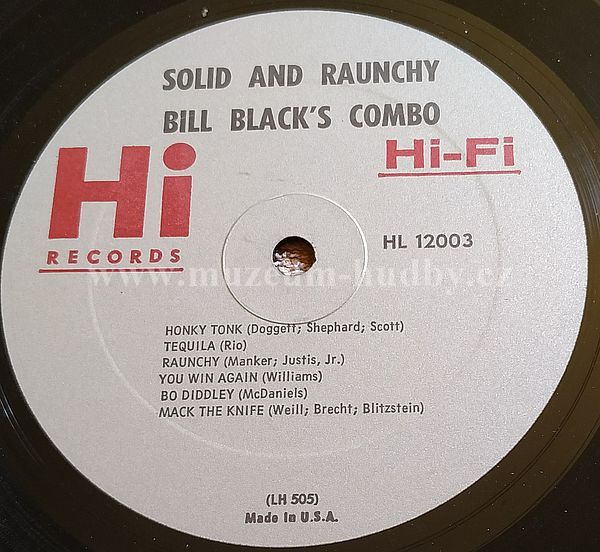 SOLID AND RAUNCHY
BILL BLACK'S COMBO
Hi
RECORDS
Hi-Fi
HL 12003
www.muzeum-hudby.cz
HONKY TONK (Doggett; Shephard; Scott)
TEQUILA (Rio)
RAUNCHY (Manker; Justis, Jr.)
YOU WIN AGAIN (Williams)
BO DIDDLEY (McDaniels)
MACK THE KNIFE (Weill; Brecht; Blitzstein)
(LH 505)
Made In U.S.A.